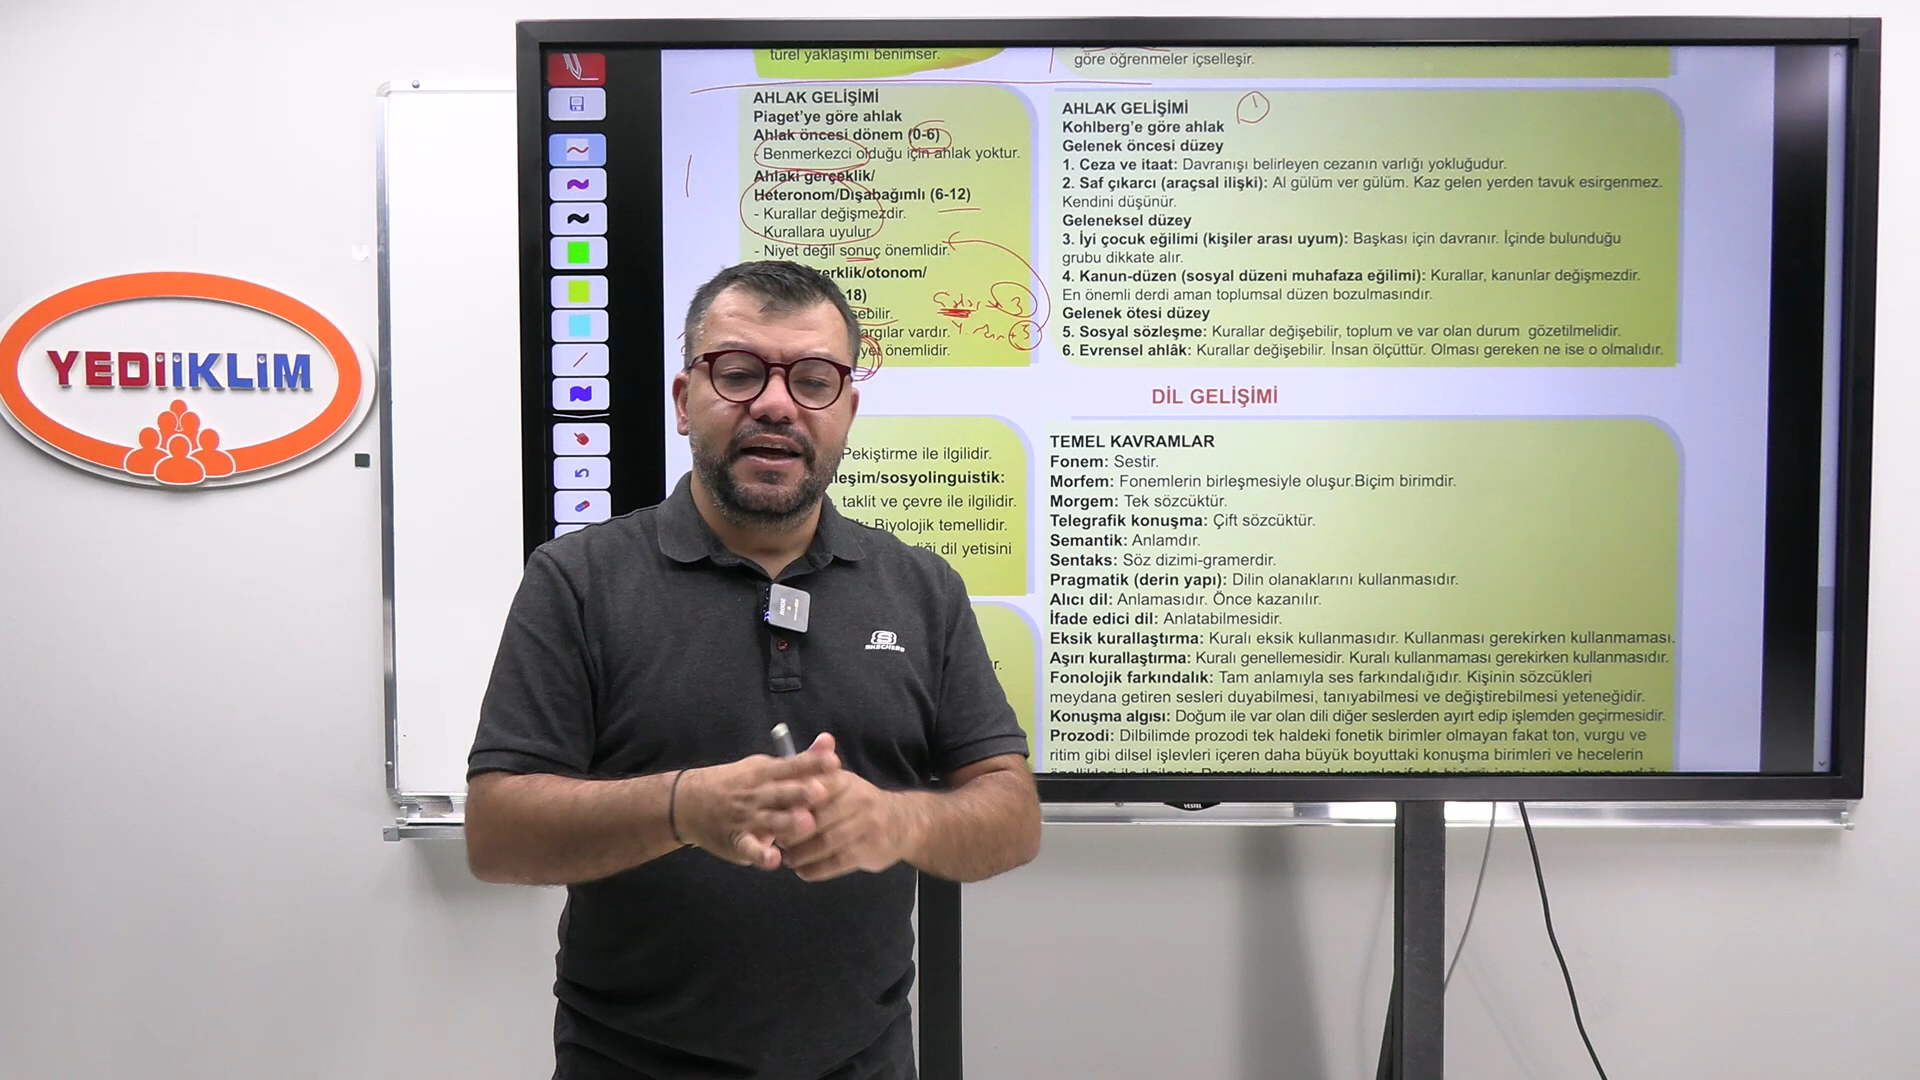 YEDİİKLİM
türel yaklaşımı benimser.
AHLAK GELİŞİMİ
Piaget'ye göre ahlak
Ahlak öncesi dönem (0-6)
- Benmerkezci olduğu için ahlak yoktur.
Ahlaki gerçeklik/
Heteronom/Dışabağımlı (6-12)
- Kurallar değişmezdir.
- Kurallara uyulur
- Niyet değil sonuç önemlidir.
zerklik/otonom/
18)
sebilir.
argılar vardır.
önemlidir.
3
+3
göre öğrenmeler içselleşir.
AHLAK GELİŞİMİ
1
Kohlberg'e göre ahlak
Gelenek öncesi düzey
1. Ceza ve itaat: Davranışı belirleyen cezanın varlığı yokluğudur.
2. Saf çıkarcı (araçsal ilişki): Al gülüm ver gülüm. Kaz gelen yerden tavuk esirgenmez.
Kendini düşünür.
Geleneksel düzey
3. İyi çocuk eğilimi (kişiler arası uyum): Başkası için davranır. İçinde bulunduğu
grubu dikkate alır.
4. Kanun-düzen (sosyal düzeni muhafaza eğilimi): Kurallar, kanunlar değişmezdir.
En önemli derdi aman toplumsal düzen bozulmasındır.
Gelenek ötesi düzey
5. Sosyal sözleşme: Kurallar değişebilir, toplum ve var olan durum gözetilmelidir.
6. Evrensel ahlâk: Kurallar değişebilir. İnsan ölçüttür. Olması gereken ne ise o olmalıdır.
DİL GELİŞİMİ
Pekiştirme ile ilgilidir.
leşim/sosyolinguistik:
taklit ve çevre ile ilgilidir.
k: Biyolojik temellidir.
diği dil yetisini
r.
TEMEL KAVRAMLAR
Fonem: Sestir.
Morfem: Fonemlerin birleşmesiyle oluşur.Biçim birimdir.
Morgem: Tek sözcüktür.
Telegrafik konuşma: Çift sözcüktür.
Semantik: Anlamdır.
Sentaks: Söz dizimi-gramerdir.
Pragmatik (derin yapı): Dilin olanaklarını kullanmasıdır.
Alıcı dil: Anlamasıdır. Önce kazanılır.
İfade edici dil: Anlatabilmesidir.
Eksik kurallaştırma: Kuralı eksik kullanmasıdır. Kullanması gerekirken kullanmaması.
Aşırı kurallaştırma: Kuralı genellemesidir. Kuralı kullanmaması gerekirken kullanmasıdır.
Fonolojik farkındalık: Tam anlamıyla ses farkındalığıdır. Kişinin sözcükleri
meydana getiren sesleri duyabilmesi, tanıyabilmesi ve değiştirebilmesi yeteneğidir.
Konuşma algısı: Doğum ile var olan dili diğer seslerden ayırt edip işlemden geçirmesidir.
Prozodi: Dilbilimde prozodi tek haldeki fonetik birimler olmayan fakat ton, vurgu ve
ritim gibi dilsel işlevleri içeren daha büyük boyuttaki konuşma birimleri ve hecelerin
VESTEL
RODE
SKECHERS